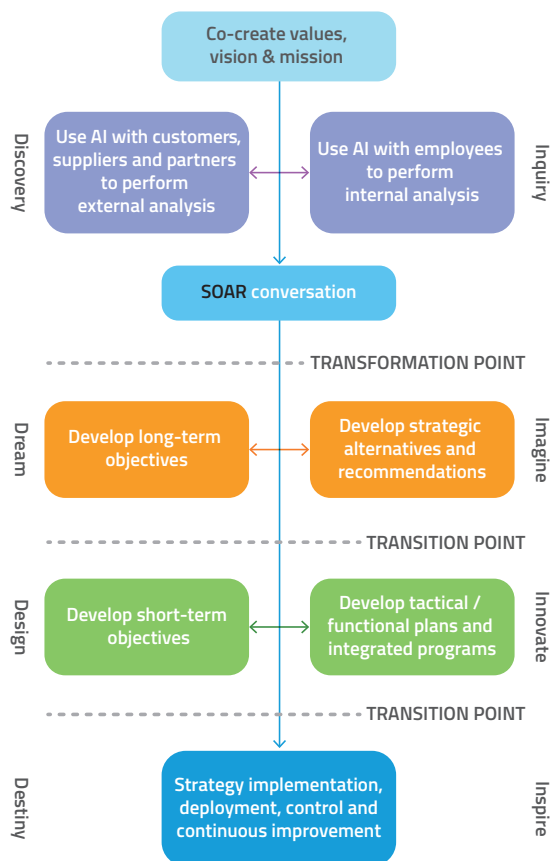 Co-create values,
vision & mission
Discovery
Use AI with customers,
suppliers and partners
to perform
external analysis
Use AI with employees
to perform
internal analysis
Inquiry
SOAR conversation
TRANSFORMATION POINT
Dream
Develop long-term
objectives
Develop strategic
alternatives and
recommendations
Imagine
TRANSITION POINT
Design
Develop short-term
objectives
Develop tactical /
functional plans and
integrated programs
Innovate
TRANSITION POINT
Destiny
Strategy implementation,
deployment, control and
continuous improvement
Inspire